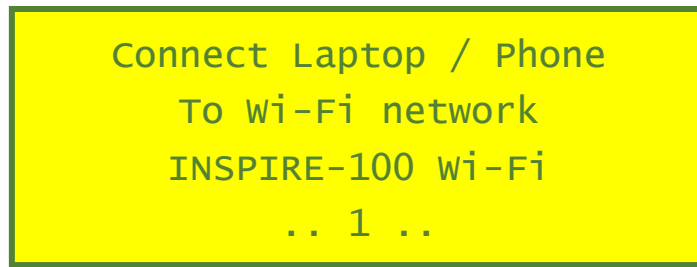 Connect Laptop / Phone
To Wi-Fi network
INSPIRE-100 Wi-Fi
.. 1 ..